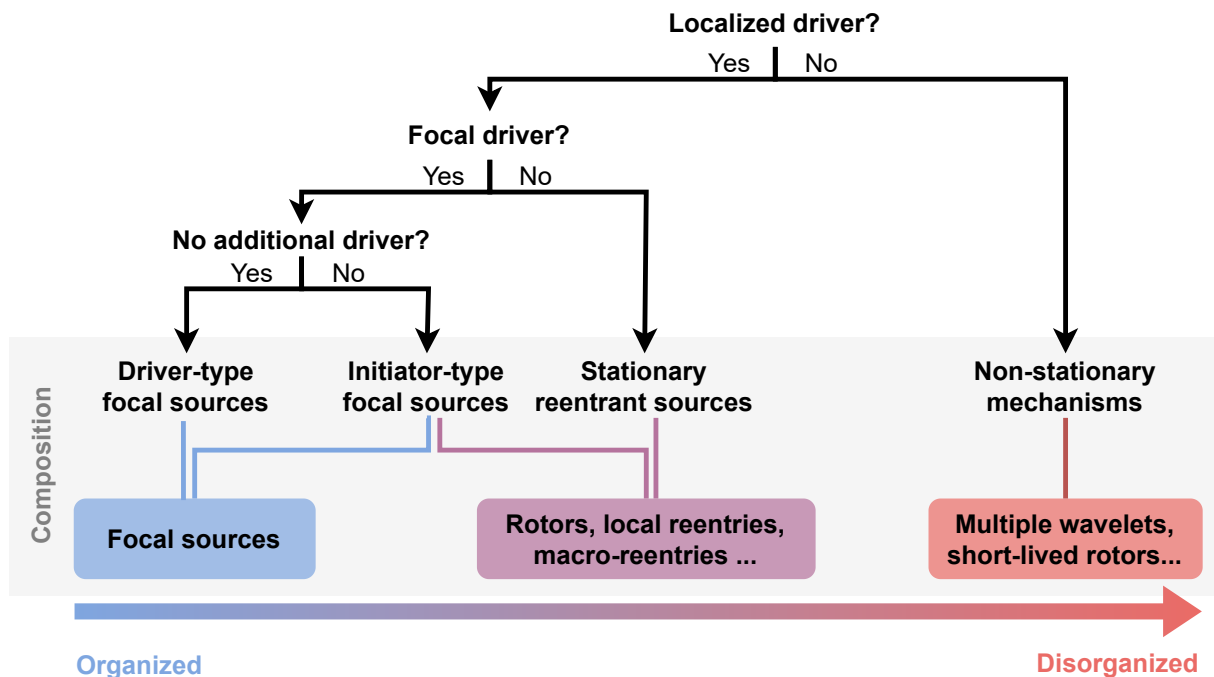 Localized driver?
Yes No
Focal driver?
Yes No
No additional driver?
Yes No
Driver-type
focal sources
Initiator-type
focal sources
Stationary
reentrant sources
Non-stationary
mechanisms
Composition
Focal sources
Rotors, local reentries,
macro-reentries ...
Multiple wavelets,
short-lived rotors...
Organized
Disorganized